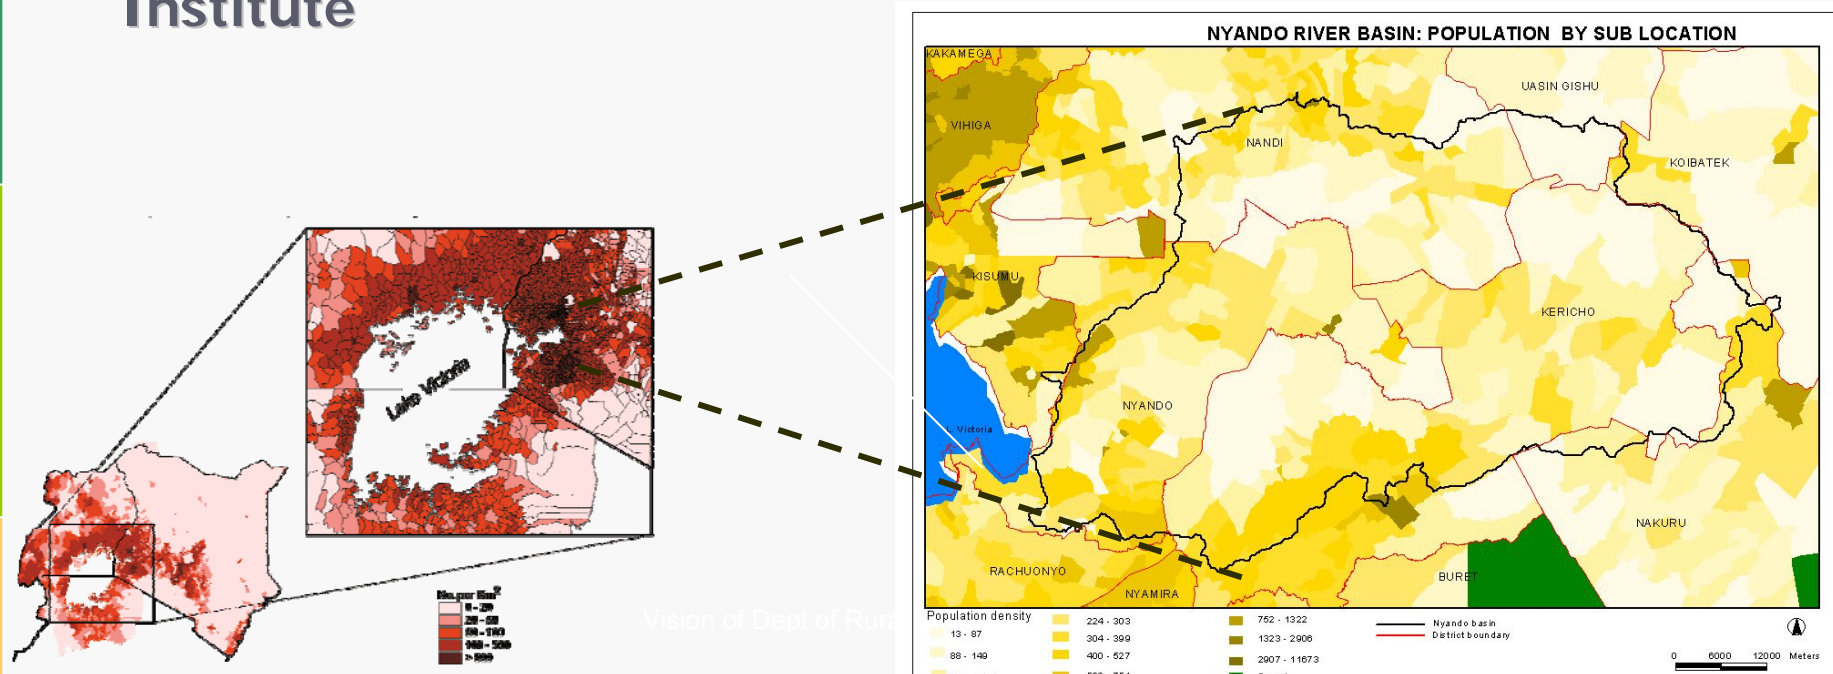 Institute
NYANDO RIVER BASIN: POPULATION BY SUB LOCATION
KAKAMEGA
UASIN GISHU
VIHIGA
NANDI
KOIBATEK
KISUMU
KERICHO
NYANDO
L. Victoria
Lake Victoria
NAKURU
RACHUONYO
BURET
NYAMIRA
No. per Km2
0 - 20
>500
Vision of Dept of Rura
Population density
13 - 87
88 - 149
224 - 303
304 - 399
400 - 527
752 - 1322
1323 - 2906
2907 - 11673
Nyando basin
District boundary
0 6000 12000 Meters